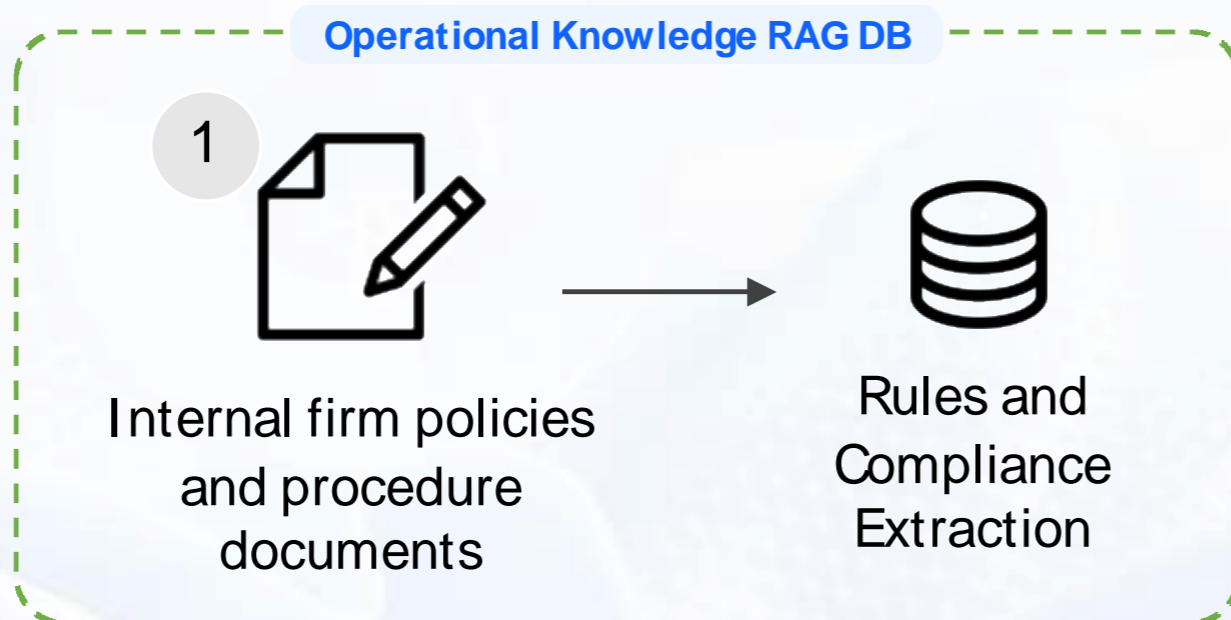 Operational Knowledge RAG DB
1
Internal firm policies
and procedure
documents
Rules and
Compliance
Extraction